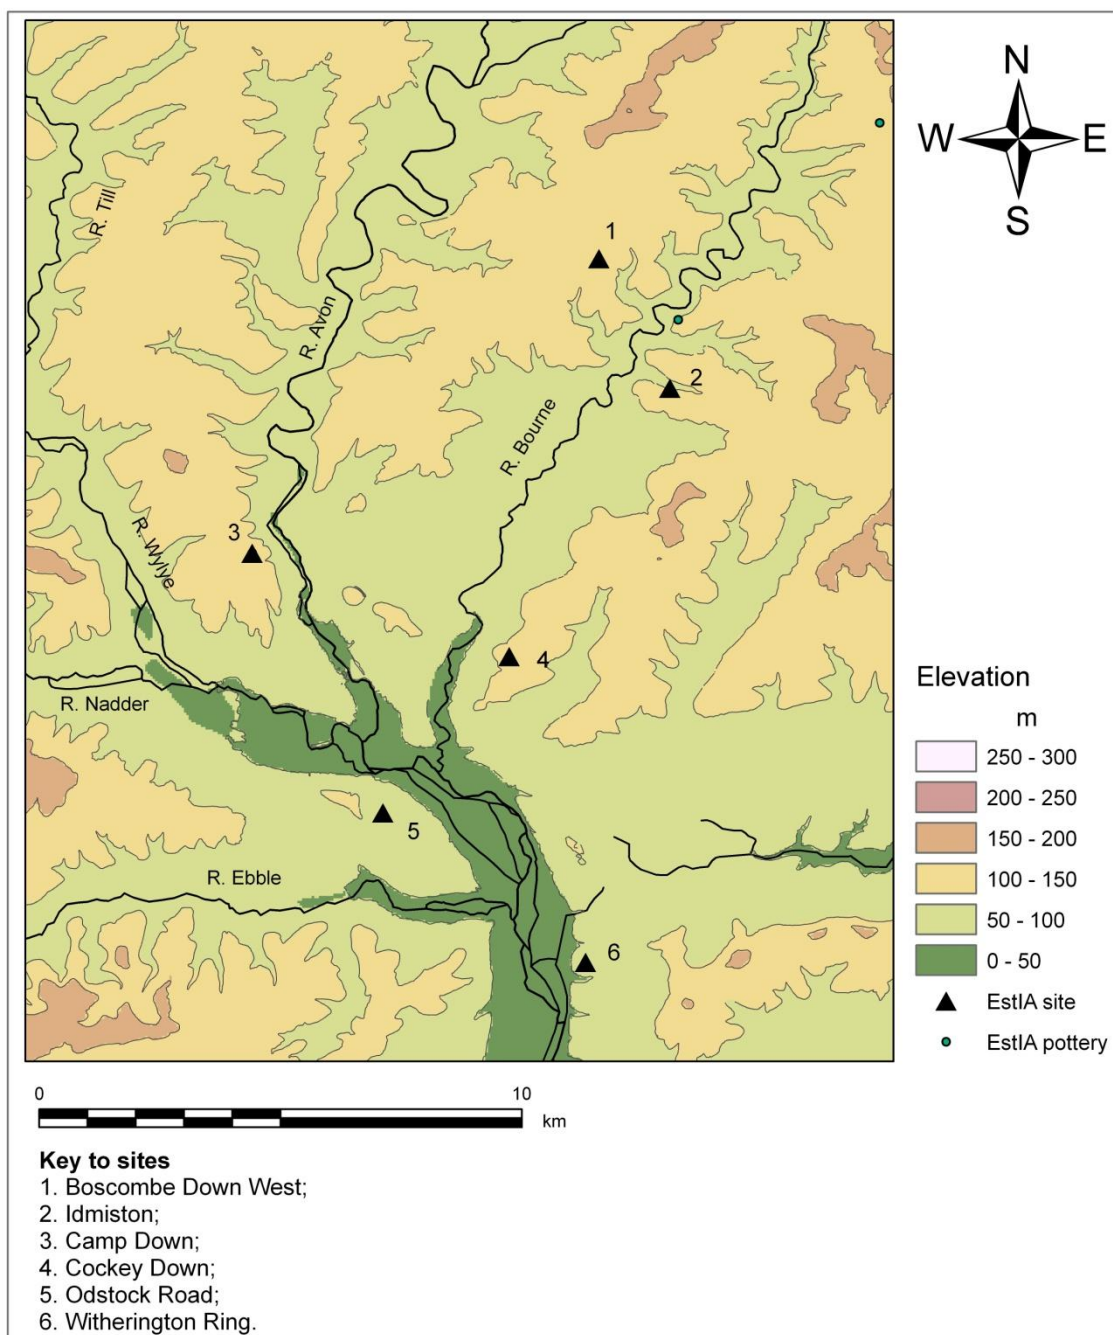 N
W E
S
R. Till
1
R. Avon
2
R. Bourne
3
R. Wylye
4
R. Nadder
5
R. Ebble
6
Elevation
m
250 - 300
200 - 250
150 - 200
100 - 150
50 - 100
0 - 50
EstIA site
EstIA pottery
0 10
km
Key to sites
1. Boscombe Down West;
2. Idmiston;
3. Camp Down;
4. Cockey Down;
5. Odstock Road;
6. Witherington Ring.